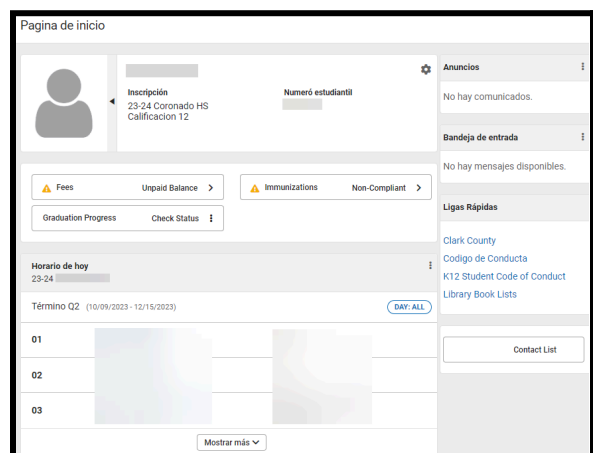 Pagina de inicio
Inscripción
23-24 Coronado HS
Calificacion 12
Numeró estudiantil
Fees Unpaid Balance
Immunizations Non-Compliant
Graduation Progress Check Status
Horario de hoy
23-24
Término Q2 (10/09/2023 - 12/15/2023) DAY: ALL
01
02
03
Mostrar más
Anuncios
No hay comunicados.
Bandeja de entrada
No hay mensajes disponibles.
Ligas Rápidas
Clark County
Codigo de Conducta
K12 Student Code of Conduct
Library Book Lists
Contact List